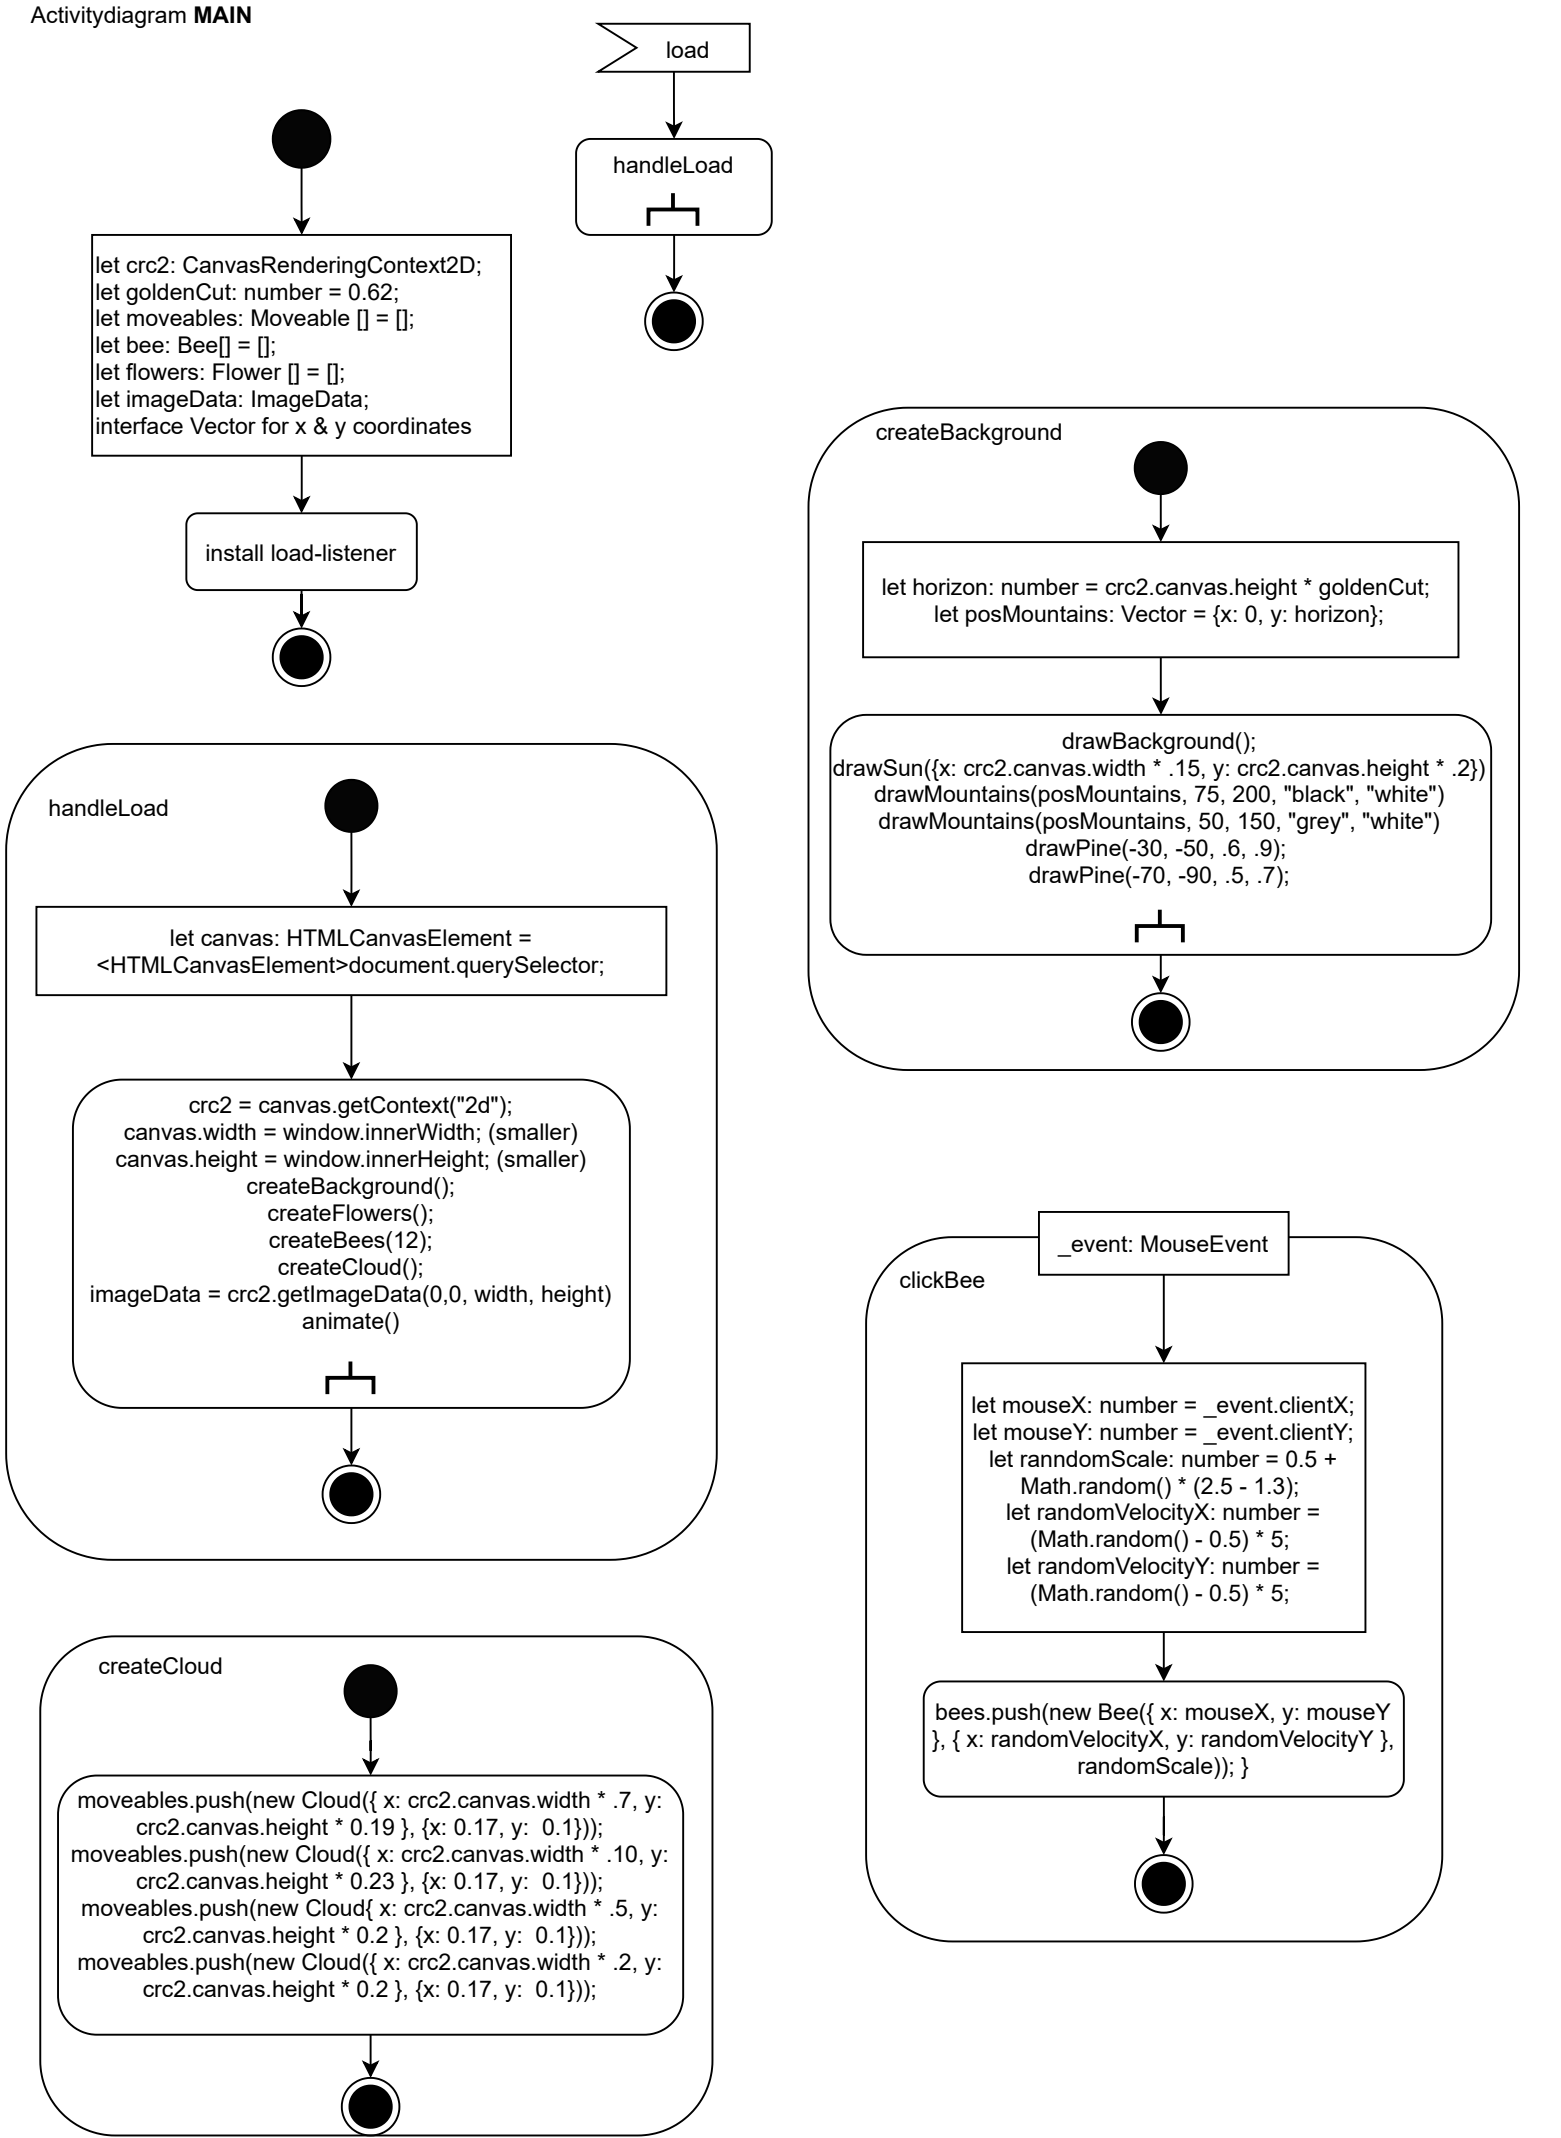 Activitydiagram MAIN
load
handleLoad
let crc2: CanvasRenderingContext2D;
let goldenCut: number = 0.62;
let moveables: Moveable [] = [];
let bee: Bee[] = [];
let flowers: Flower [] = [];
let imageData: ImageData;
interface Vector for x & y coordinates
install load-listener
createBackground
let horizon: number = crc2.canvas.height * goldenCut;
let posMountains: Vector = {x: 0, y: horizon};
drawBackground();
drawSun({x: crc2.canvas.width * .15, y: crc2.canvas.height * .2})
drawMountains(posMountains, 75, 200, "black", "white")
drawMountains(posMountains, 50, 150, "grey", "white")
drawPine(-30, -50, .6, .9);
drawPine(-70, -90, .5, .7);
handleLoad
let canvas: HTMLCanvasElement =
<HTMLCanvasElement>document.querySelector;
crc2 = canvas.getContext("2d");
canvas.width = window.innerWidth; (smaller)
canvas.height = window.innerHeight; (smaller)
createBackground();
createFlowers();
createBees(12);
createCloud();
imageData = crc2.getImageData(0,0, width, height)
animate()
_event: MouseEvent
clickBee
let mouseX: number = _event.clientX;
let mouseY: number = _event.clientY;
let ranndomScale: number = 0.5 +
Math.random() * (2.5 - 1.3);
let randomVelocityX: number =
(Math.random() - 0.5) * 5;
let randomVelocityY: number =
(Math.random() - 0.5) * 5;
bees.push(new Bee({ x: mouseX, y: mouseY
}, { x: randomVelocityX, y: randomVelocityY },
randomScale)); }
createCloud
moveables.push(new Cloud({ x: crc2.canvas.width * .7, y:
crc2.canvas.height * 0.19 }, {x: 0.17, y:  0.1}));
moveables.push(new Cloud({ x: crc2.canvas.width * .10, y:
crc2.canvas.height * 0.23 }, {x: 0.17, y:  0.1}));
moveables.push(new Cloud{ x: crc2.canvas.width * .5, y:
crc2.canvas.height * 0.2 }, {x: 0.17, y:  0.1}));
moveables.push(new Cloud({ x: crc2.canvas.width * .2, y:
crc2.canvas.height * 0.2 }, {x: 0.17, y:  0.1}));